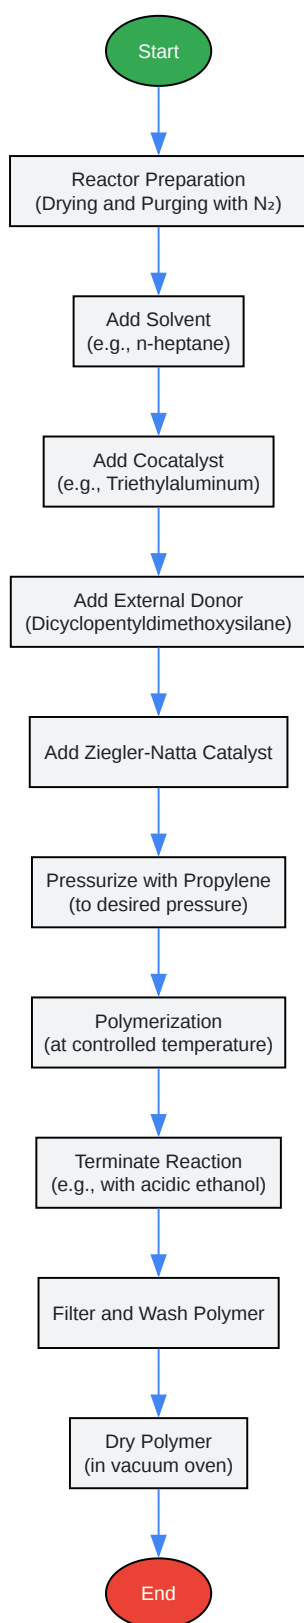 Start
Reactor Preparation
(Drying and Purging with N₂)
Add Solvent
(e.g., n-heptane)
Add Cocatalyst
(e.g., Triethylaluminum)
Add External Donor
(Dicyclopentyldimethoxysilane)
Add Ziegler-Natta Catalyst
Pressurize with Propylene
(to desired pressure)
Polymerization
(at controlled temperature)
Terminate Reaction
(e.g., with acidic ethanol)
Filter and Wash Polymer
Dry Polymer
(in vacuum oven)
End